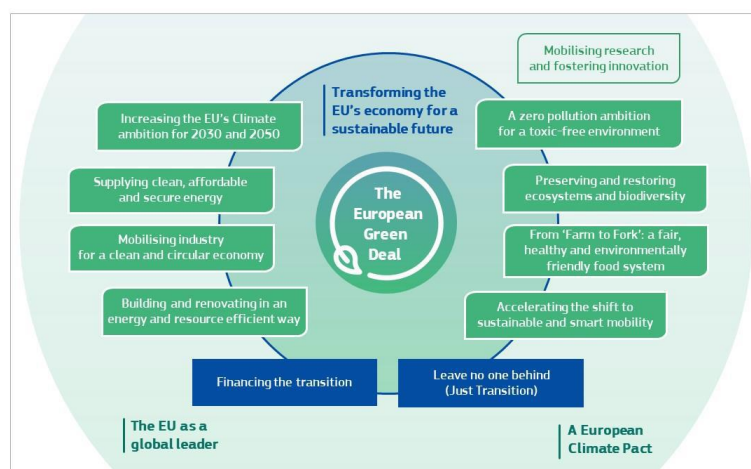 Mobilising research
and fostering innovation
Transforming the
EU's economy for a
sustainable future
Increasing the EU's Climate
ambition for 2030 and 2050
A zero pollution ambition
for a toxic-free environment
Supplying clean, affordable
and secure energy
The
European
Green
Deal
Preserving and restoring
ecosystems and biodiversity
Mobilising industry
for a clean and circular economy
From 'Farm to Fork': a fair,
healthy and environmentally
friendly food system
Building and renovating in an
energy and resource efficient way
Accelerating the shift to
sustainable and smart mobility
Financing the transition
Leave no one behind
(Just Transition)
The EU as a
global leader
A European
Climate Pact